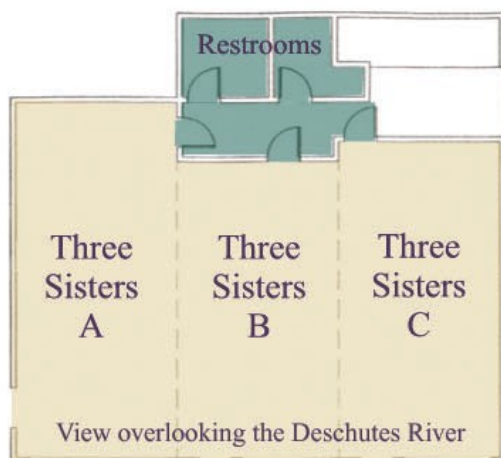 Restrooms
Three
Sisters
A
Three
Sisters
B
Three
Sisters
C
View overlooking the Deschutes River